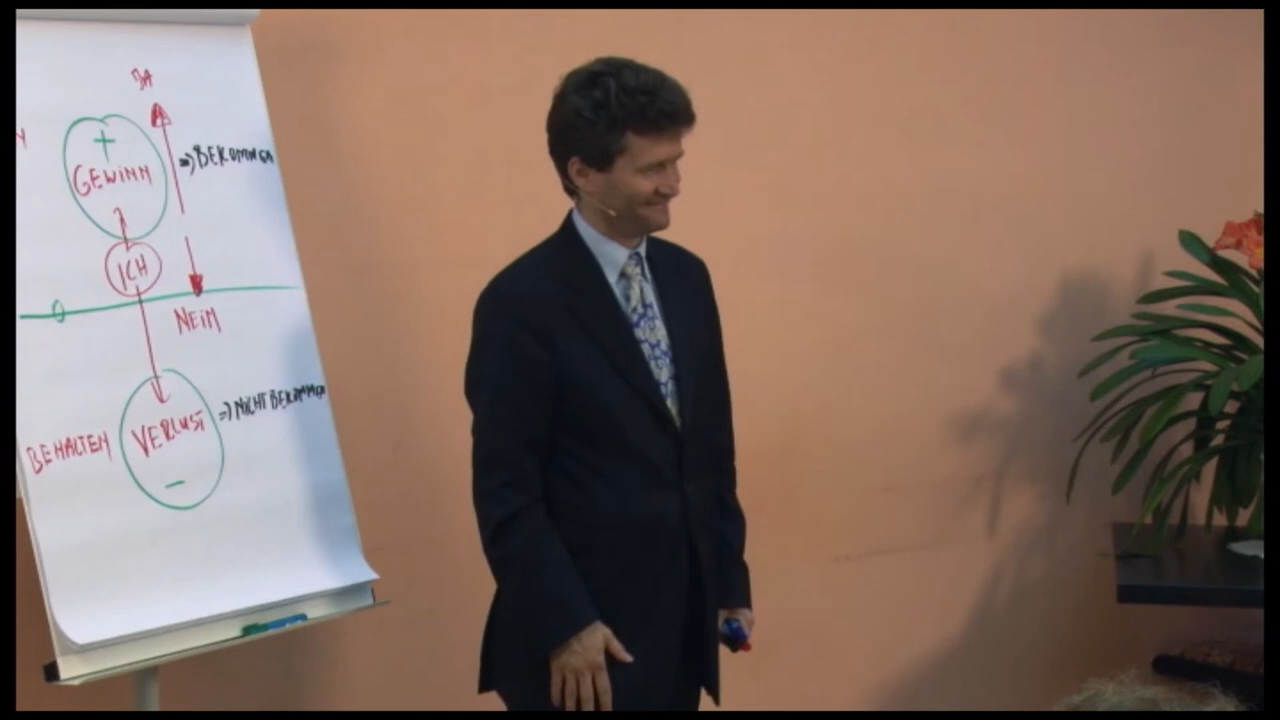 JA
+
GEWINN
=> BEKOMMEN
ICH
0
NEIN
BEHALTEN
VERLUST
=> NICHT BEKOMMEN
-